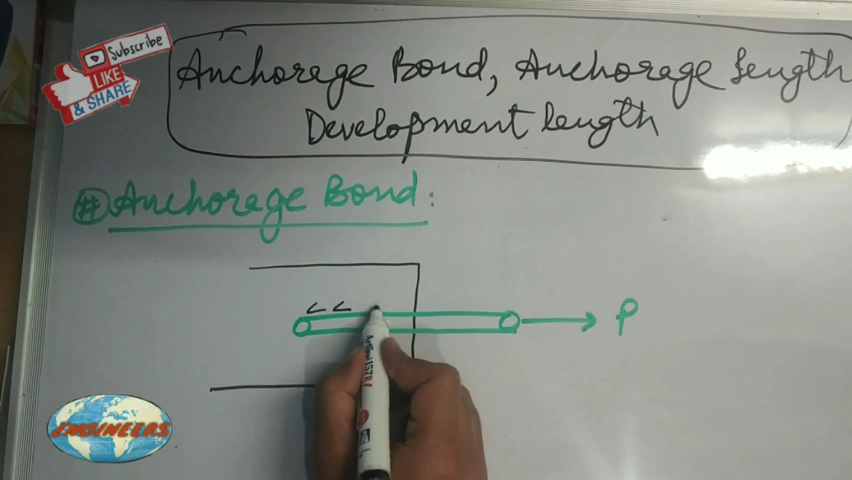 Subscribe
LIKE
& SHARE
Anchorage Bond, Anchorage length
Development length
# Anchorage Bond:
P
ENGINEERS